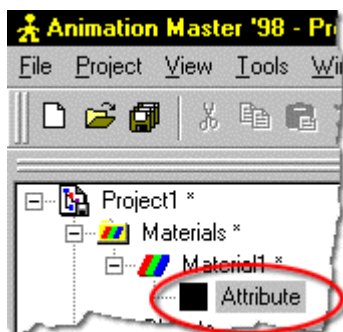 Animation Master '98 - Pr
File Project View Tools Wi
Project1 *
Materials *
Material1 *
Attribute